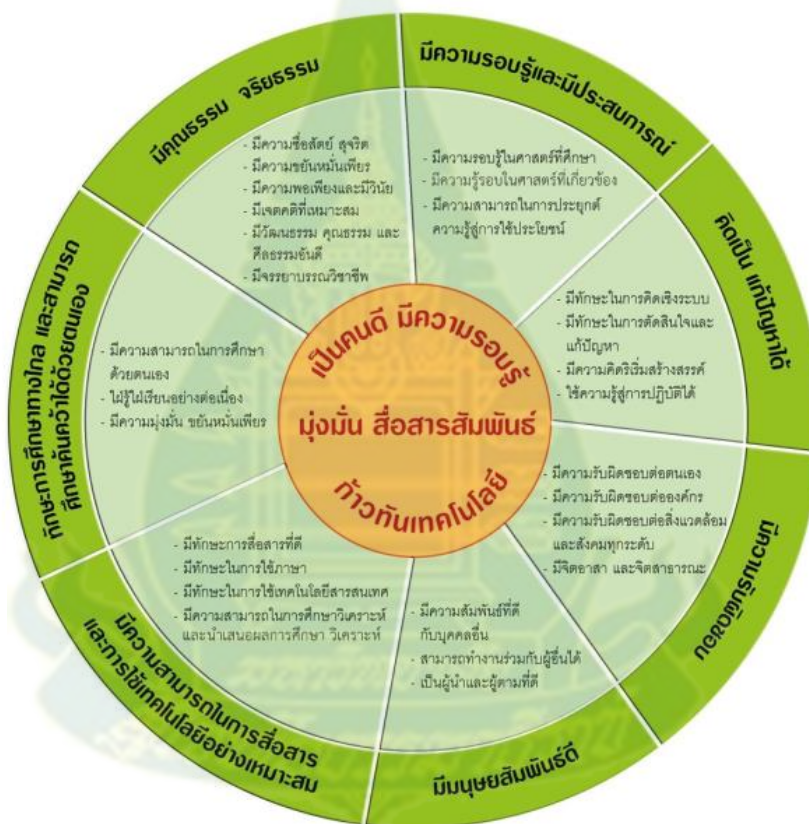 มีคุณธรรม จริยธรรม
- มีความซื่อสัตย์ สุจริต
- มีความขยันหมั่นเพียร
- มีความพอเพียงและมีวินัย
- มีเจตคติที่เหมาะสม
- มีวัฒนธรรม คุณธรรม และ
ศีลธรรมอันดี
- มีจรรยาบรรณวิชาชีพ
มีความรอบรู้และมีประสบการณ์
- มีความรอบรู้ในศาสตร์ที่ศึกษา
- มีความรู้รอบในศาสตร์ที่เกี่ยวข้อง
- มีความสามารถในการประยุกต์
ความรู้สู่การใช้ประโยชน์
คิดเป็น แก้ปัญหาได้
- มีทักษะในการคิดเชิงระบบ
- มีทักษะในการตัดสินใจและ
แก้ปัญหา
- มีความคิดริเริ่มสร้างสรรค์
- ใช้ความรู้สู่การปฏิบัติได้
มีความรับผิดชอบ
- มีความรับผิดชอบต่อตนเอง
- มีความรับผิดชอบต่อองค์กร
- มีความรับผิดชอบต่อสิ่งแวดล้อม
และสังคมทุกระดับ
- มีจิตอาสา และจิตสาธารณะ
มีมนุษยสัมพันธ์ดี
- มีความสัมพันธ์ที่ดี
กับบุคคลอื่น
- สามารถทำงานร่วมกับผู้อื่นได้
- เป็นผู้นำและผู้ตามที่ดี
มีความสามารถในการสื่อสาร
และการใช้เทคโนโลยีอย่างเหมาะสม
- มีทักษะการสื่อสารที่ดี
- มีทักษะในการใช้ภาษา
- มีทักษะในการใช้เทคโนโลยีสารสนเทศ
- มีความสามารถในการศึกษาวิเคราะห์
และนำเสนอผลการศึกษา วิเคราะห์
ทักษะการศึกษาทางไกล และสามารถ
ศึกษาค้นคว้าได้ด้วยตนเอง
- มีความสามารถในการศึกษา
ด้วยตนเอง
- ใฝ่รู้ใฝ่เรียนอย่างต่อเนื่อง
- มีความมุ่งมั่น ขยันหมั่นเพียร
เป็นคนดี มีความรอบรู้
มุ่งมั่น สื่อสารสัมพันธ์
ก้าวทันเทคโนโลยี